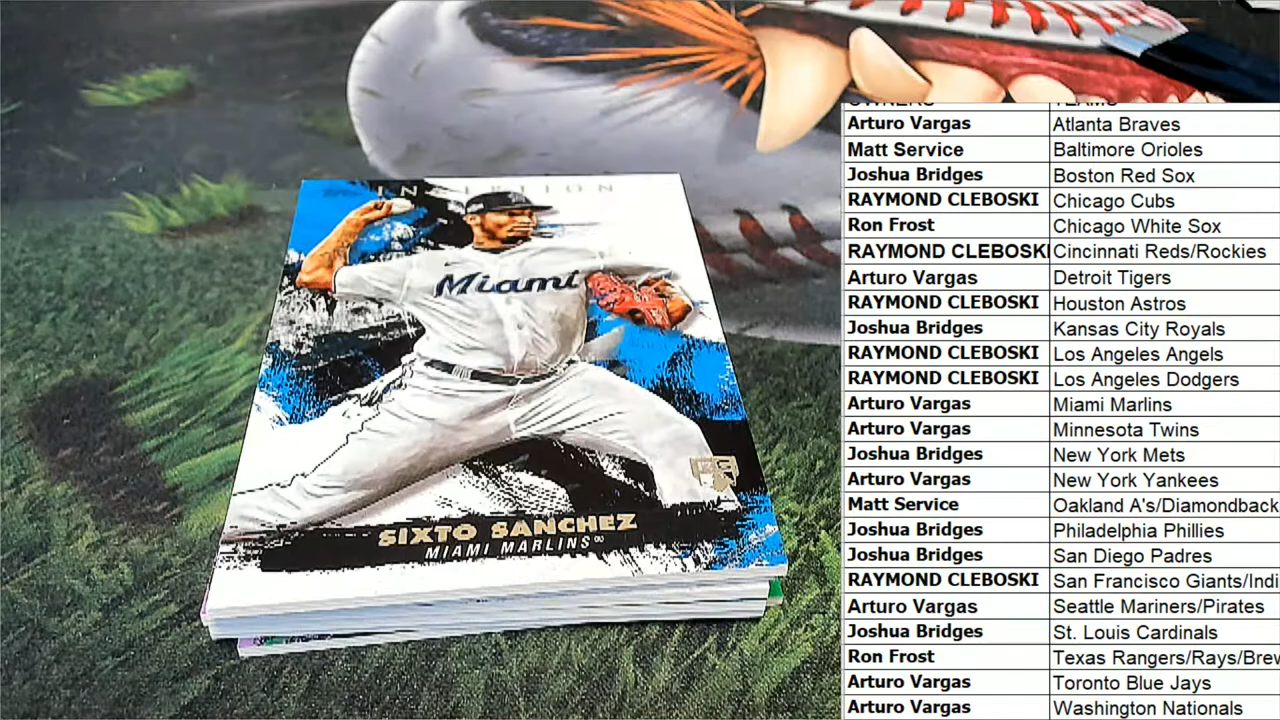 INCEPTION
Miami
RC
SIXTO SANCHEZ
MIAMI MARLINS
OWNERS TEAMS
Arturo Vargas Atlanta Braves
Matt Service Baltimore Orioles
Joshua Bridges Boston Red Sox
RAYMOND CLEBOSKI Chicago Cubs
Ron Frost Chicago White Sox
RAYMOND CLEBOSKI Cincinnati Reds/Rockies
Arturo Vargas Detroit Tigers
RAYMOND CLEBOSKI Houston Astros
Joshua Bridges Kansas City Royals
RAYMOND CLEBOSKI Los Angeles Angels
RAYMOND CLEBOSKI Los Angeles Dodgers
Arturo Vargas Miami Marlins
Arturo Vargas Minnesota Twins
Joshua Bridges New York Mets
Arturo Vargas New York Yankees
Matt Service Oakland A's/Diamondback
Joshua Bridges Philadelphia Phillies
Joshua Bridges San Diego Padres
RAYMOND CLEBOSKI San Francisco Giants/Indi
Arturo Vargas Seattle Mariners/Pirates
Joshua Bridges St. Louis Cardinals
Ron Frost Texas Rangers/Rays/Brew
Arturo Vargas Toronto Blue Jays
Arturo Vargas Washington Nationals